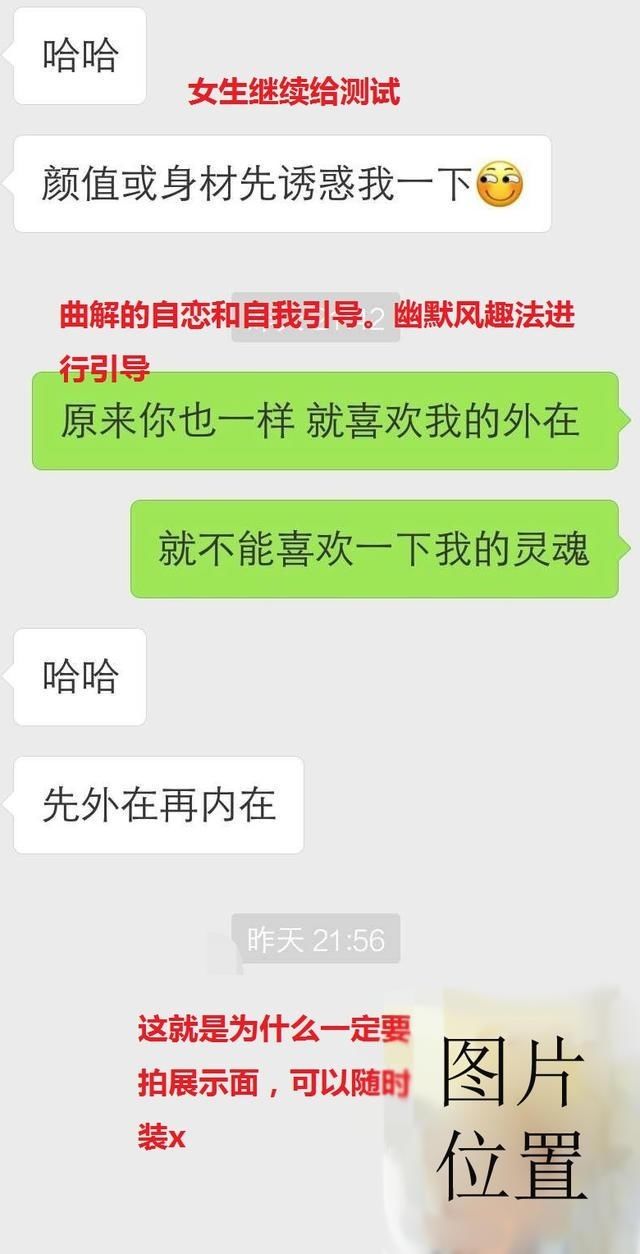 哈哈
女生继续给测试
颜值或身材先诱惑我一下
曲解的自恋和自我引导。幽默风趣法进
行引导
原来你也一样 就喜欢我的外在
就不能喜欢一下我的灵魂
哈哈
先外在再内在
昨天 21:56
这就是为什么一定要
拍展示面，可以随时
装x
图片
位置